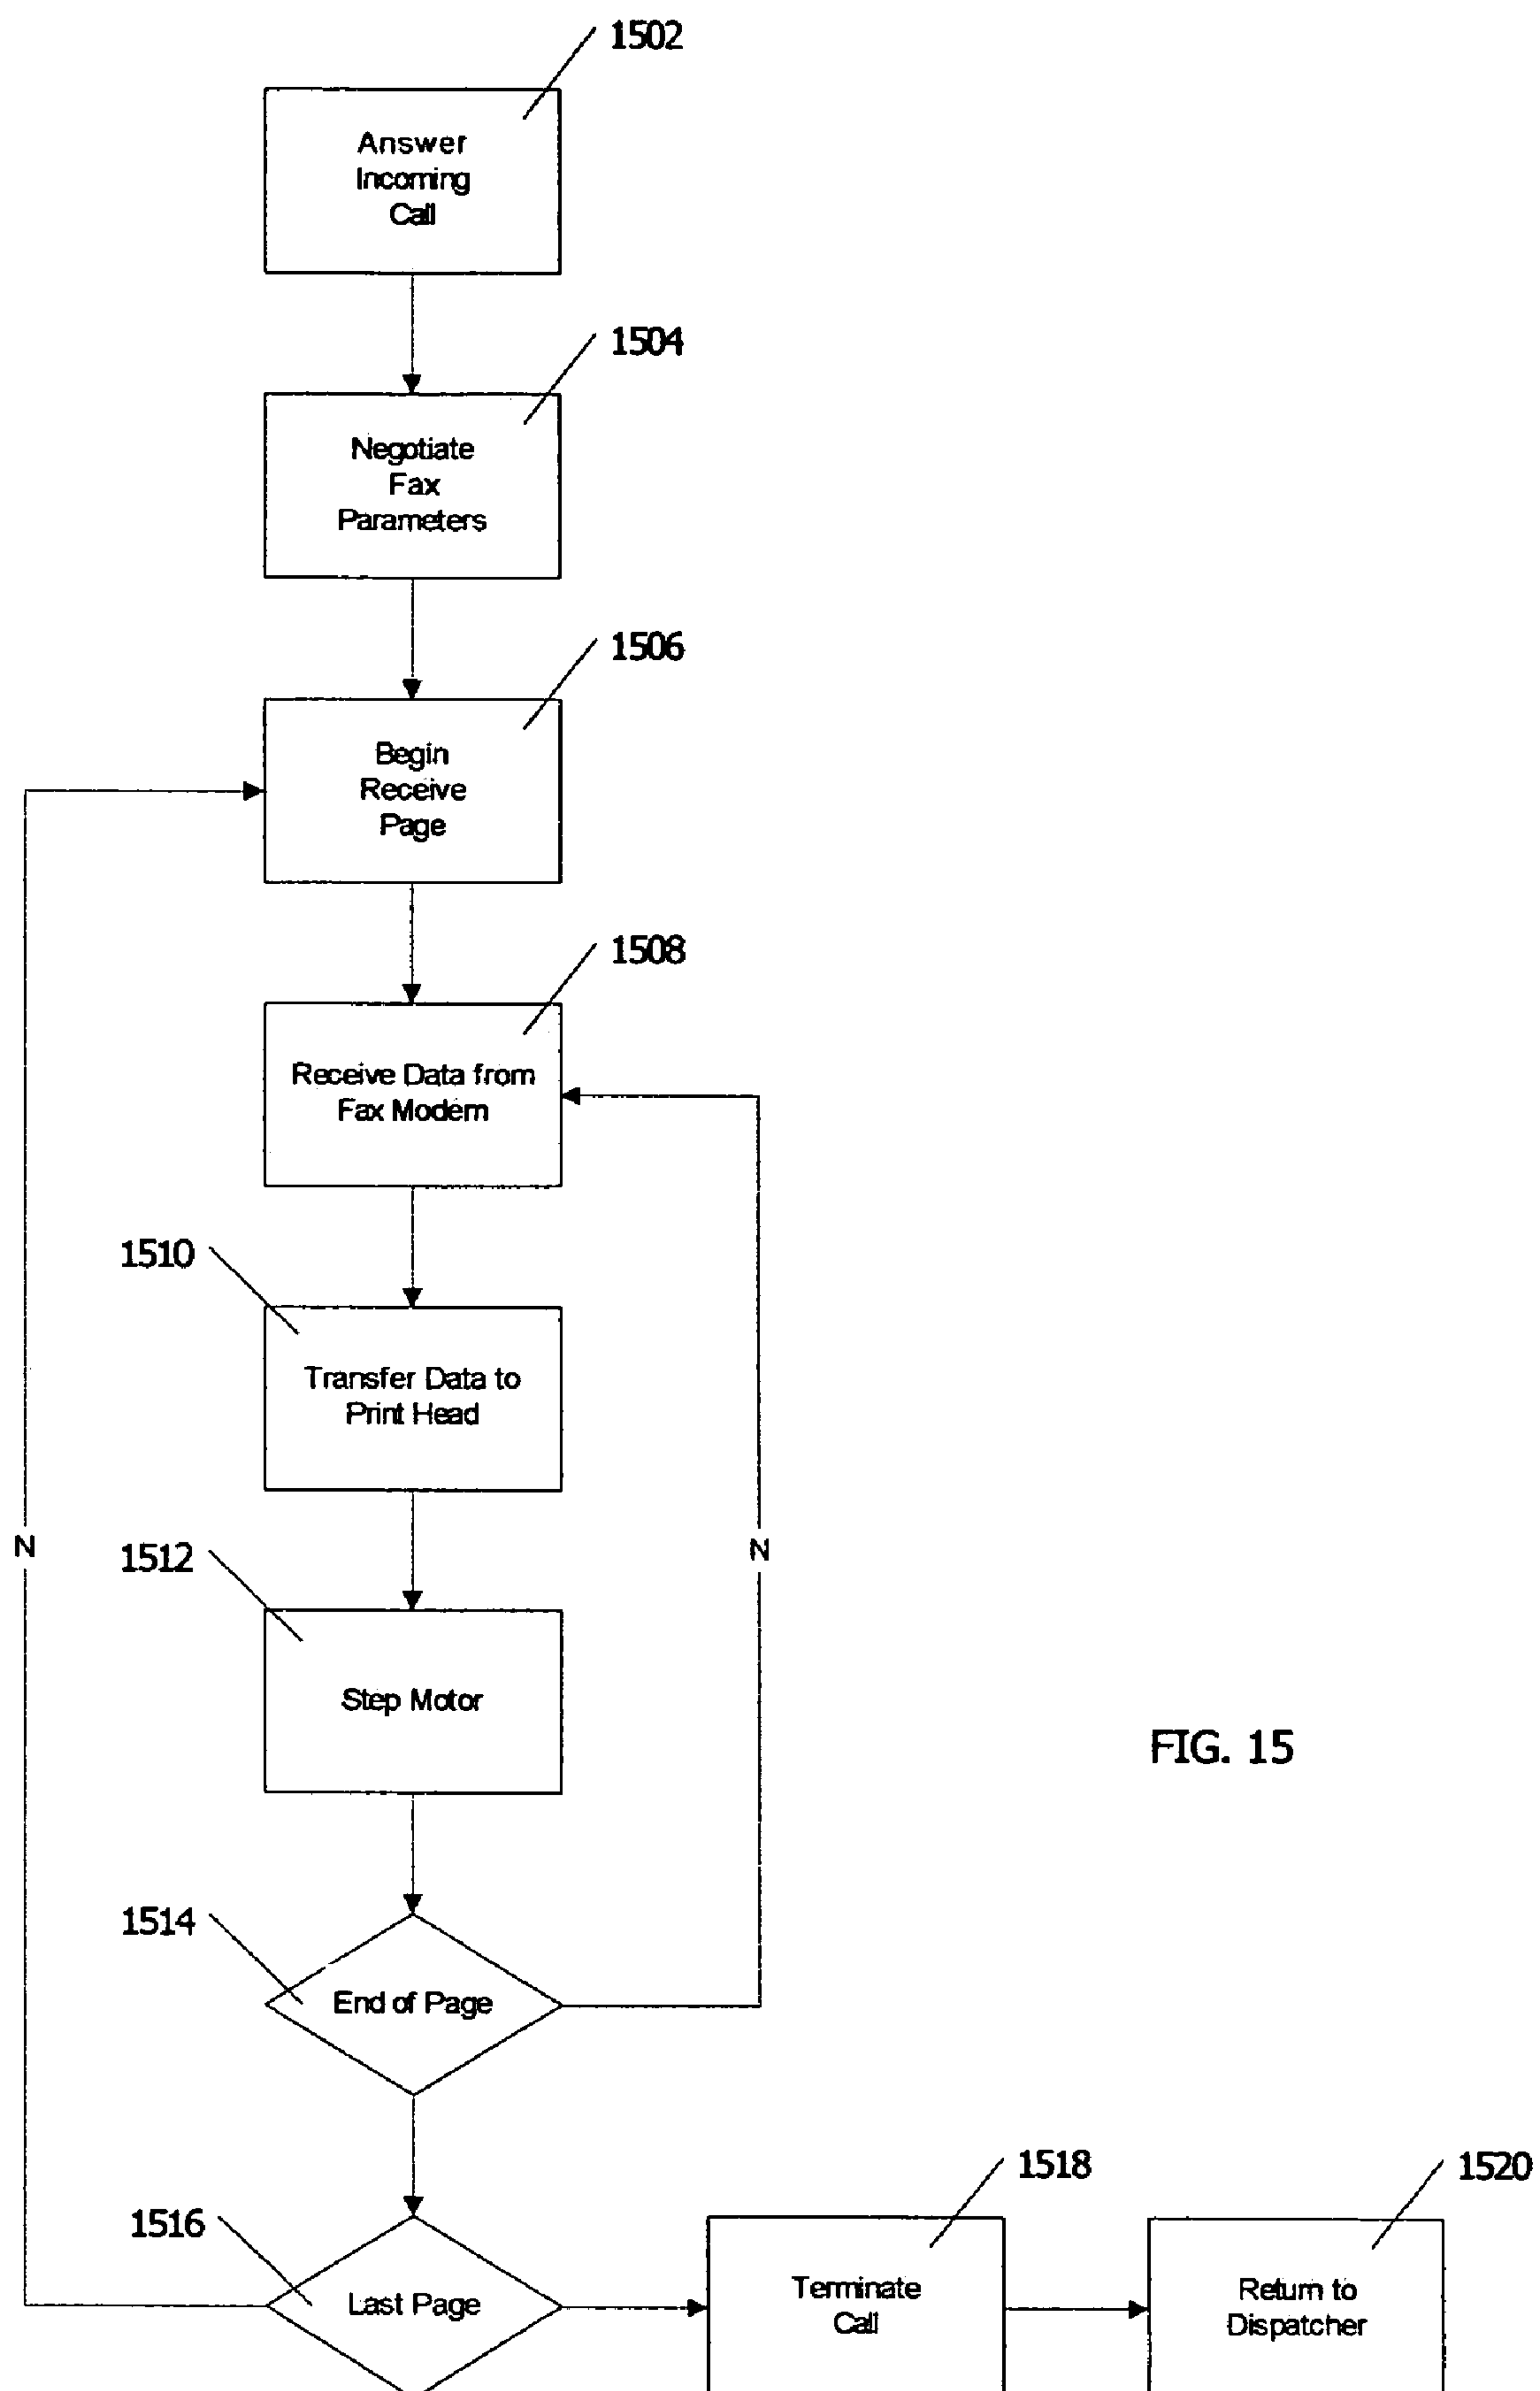 1502
Answer
Incoming
Call
1504
Negotiate
Fax
Parameters
1506
Begin
Receive
Page
1508
Receive Data from
Fax Modem
1510
Transfer Data to
Print Head
N
N
1512
Step Motor
FIG. 15
1514
End of Page
1516
Last Page
1518
Terminate
Call
1520
Return to
Dispatcher